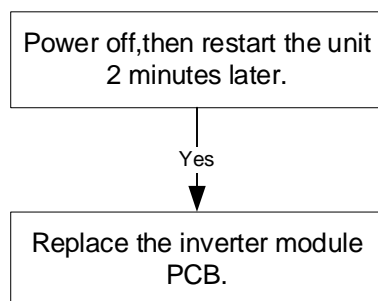 Power off,then restart the unit
2 minutes later.
Yes
Replace the inverter module
PCB.